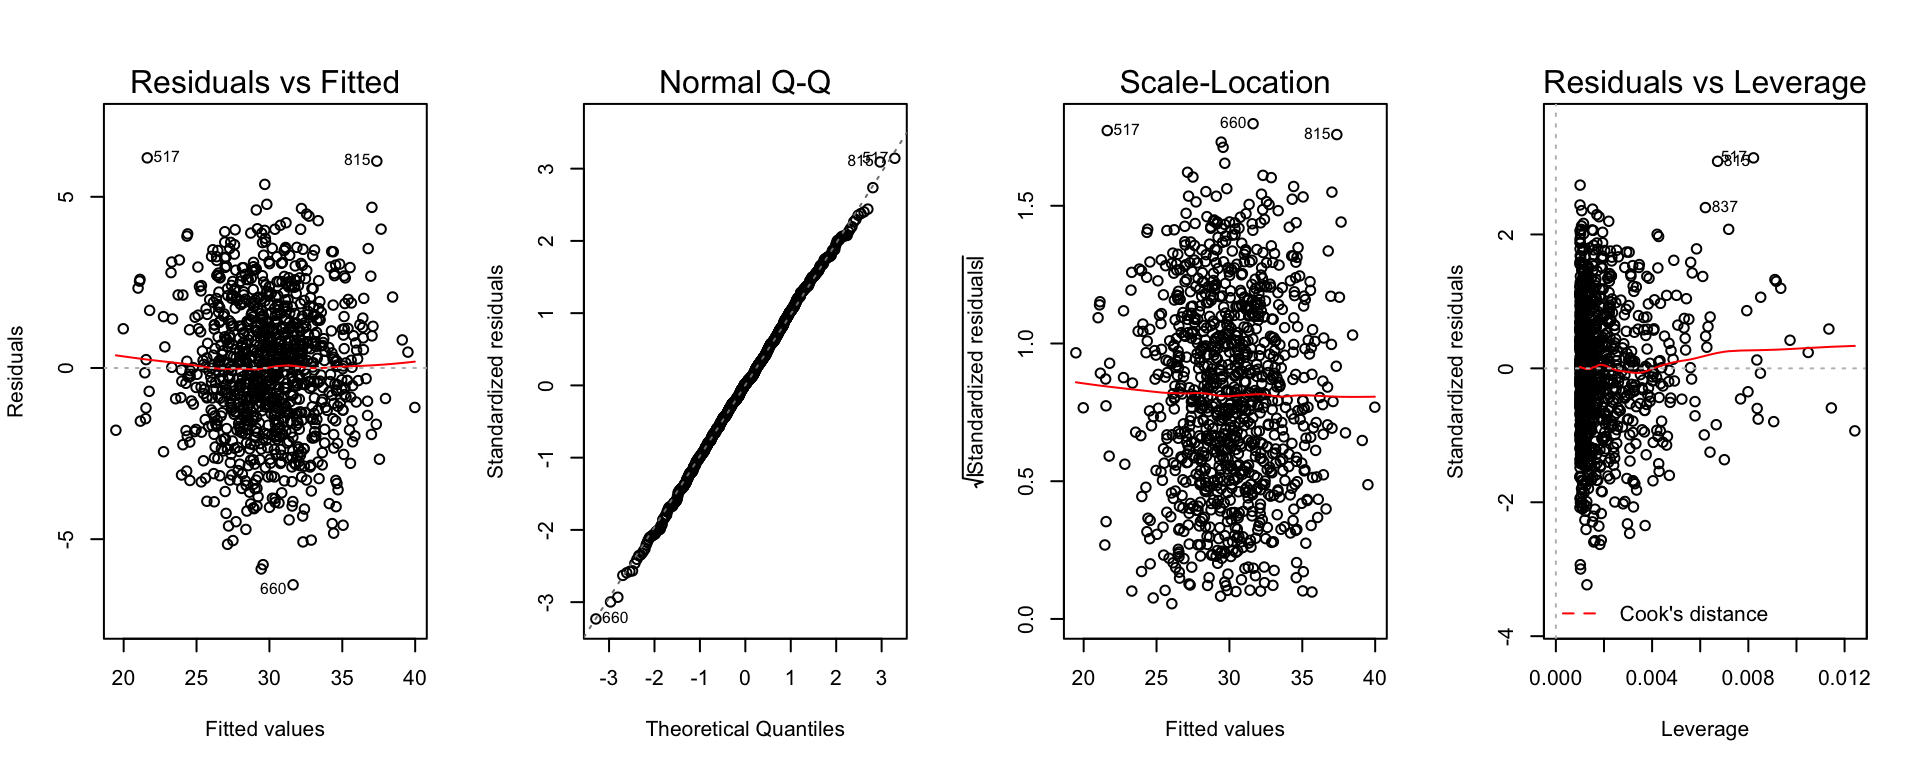 Residuals vs Fitted
517
815
660
5
0
-5
Residuals
20 25 30 35 40
Fitted values
Normal Q-Q
815
517
660
3
2
1
0
-1
-2
-3
Standardized residuals
-3 -2 -1 0 1 2 3
Theoretical Quantiles
Scale-Location
517
660
815
1.5
1.0
0.5
0.0
√|Standardized residuals|
20 25 30 35 40
Fitted values
Residuals vs Leverage
517
815
837
2
0
-2
-4
Standardized residuals
Cook's distance
0.000 0.004 0.008 0.012
Leverage